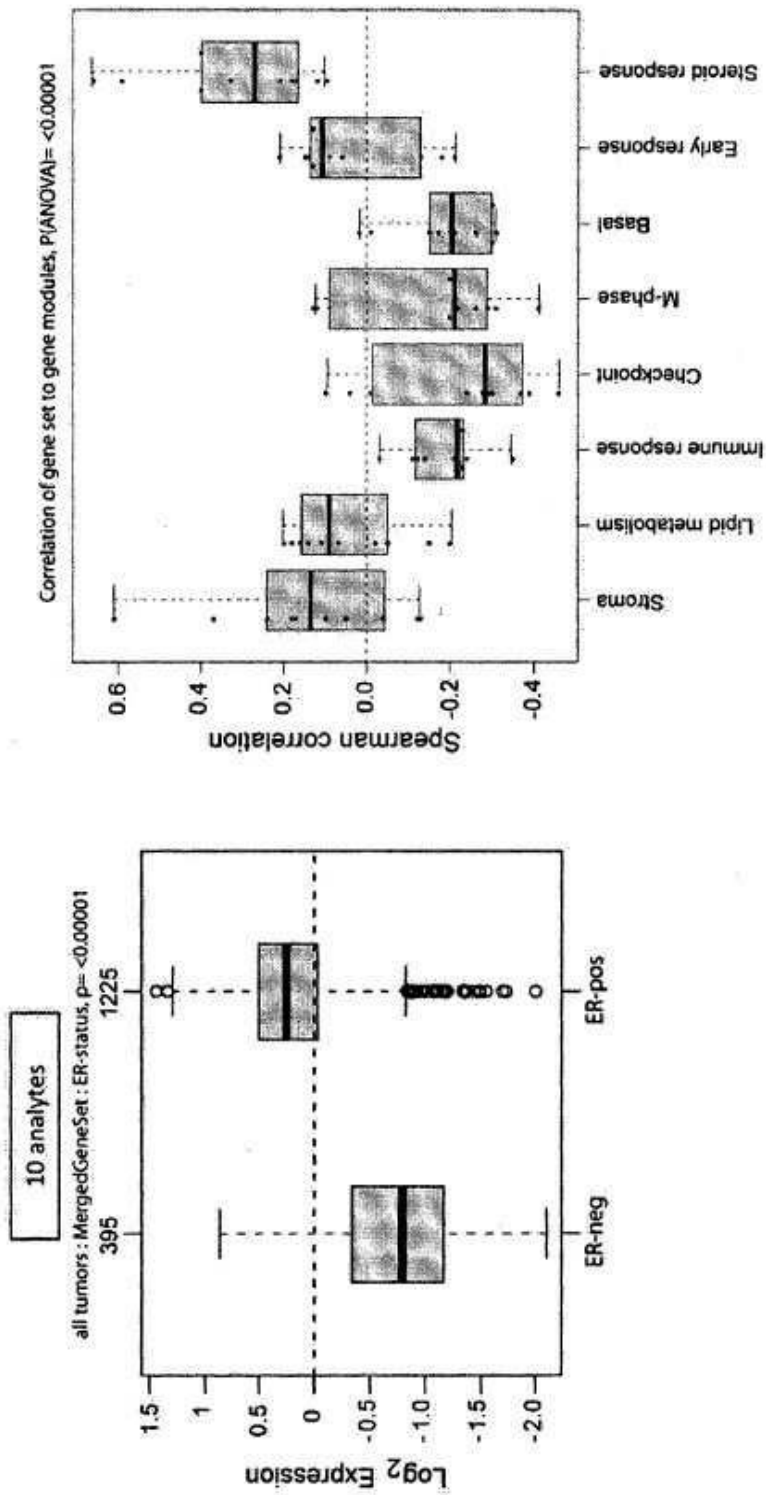 10 analytes
all tumors : MergedGeneSet : ER-status, p= <0.00001
395
1225
1.5
1
0.5
0
-0.5
-1.0
-1.5
-2.0
Log2 Expression
ER-neg
ER-pos
Correlation of gene set to gene modules, P(ANOVA)= <0.00001
0.6
0.4
0.2
0.0
-0.2
-0.4
Spearman correlation
Stroma
Lipid metabolism
Immune response
Checkpoint
M-phase
Basal
Early response
Steroid response